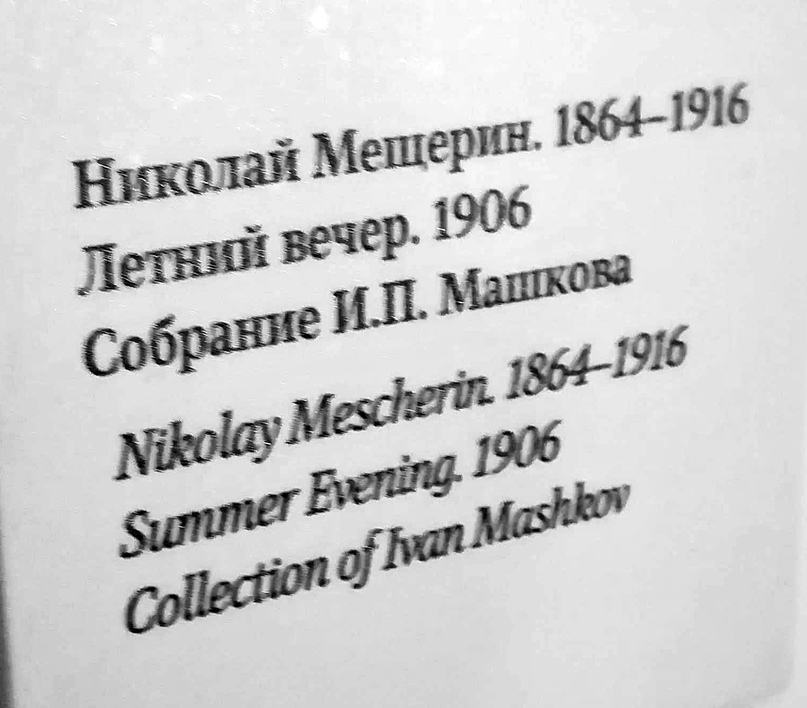 Николай Мещерин. 1864–1916
Летний вечер. 1906
Собрание И.П. Машкова
Nikolay Mescherin. 1864–1916
Summer Evening. 1906
Collection of Ivan Mashkov